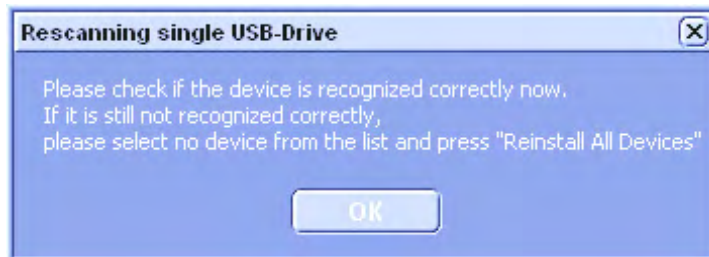 Rescanning single USB-Drive
Please check if the device is recognized correctly now.
If it is still not recognized correctly,
please select no device from the list and press "Reinstall All Devices"
OK